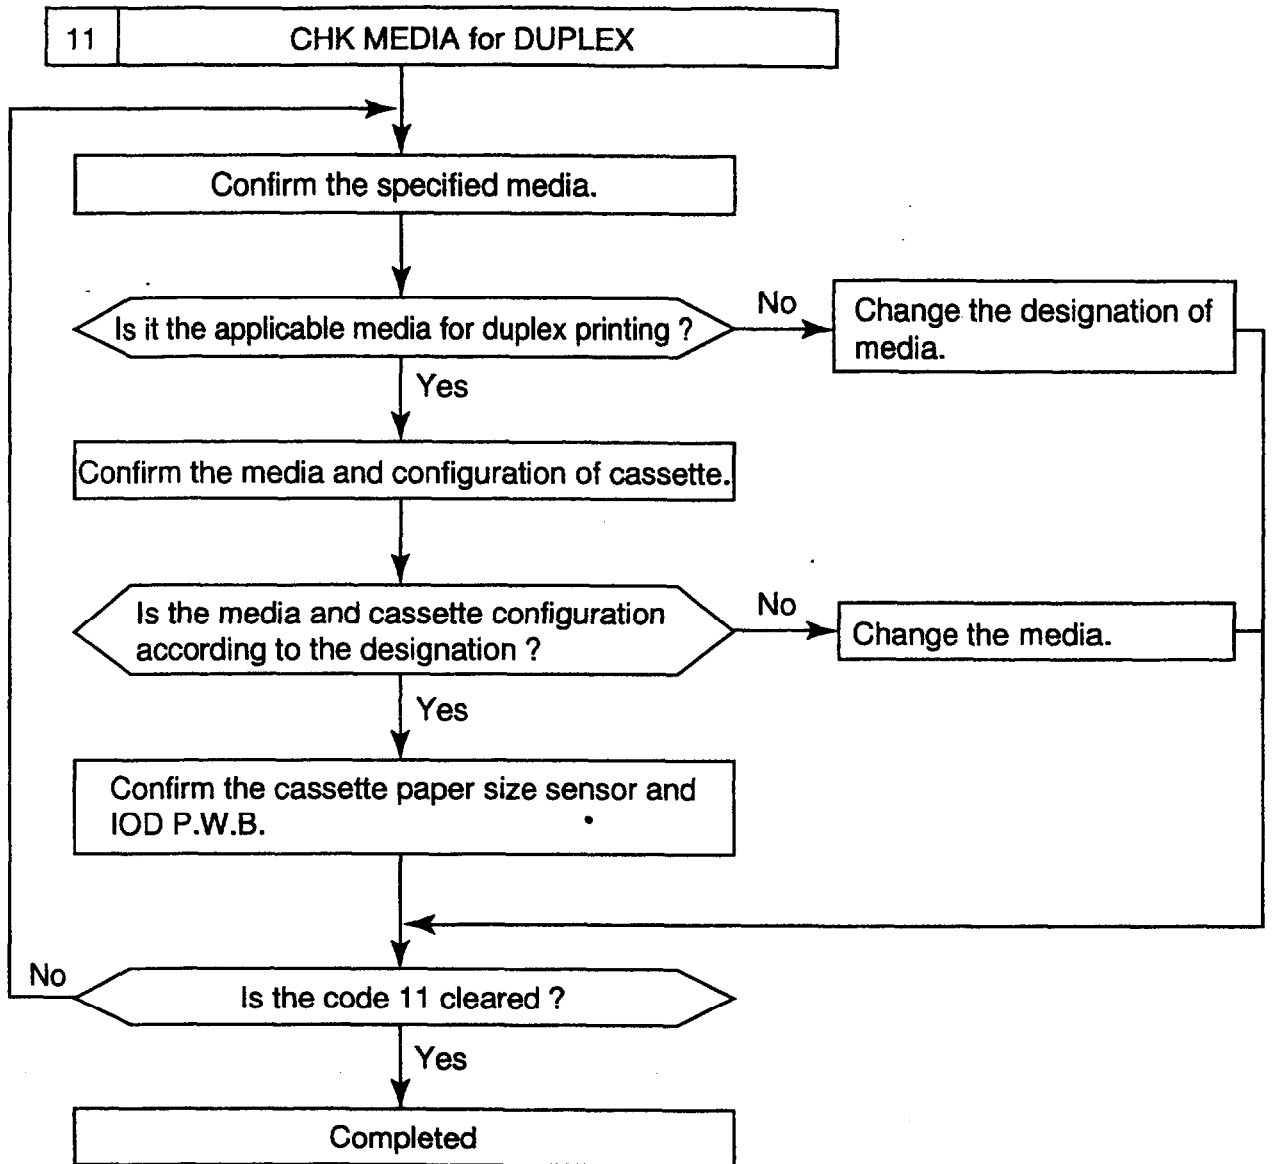 11 CHK MEDIA for DUPLEX
Confirm the specified media.
Is it the applicable media for duplex printing ?
No
Change the designation of
media.
Yes
Confirm the media and configuration of cassette.
Is the media and cassette configuration
according to the designation ?
No
Change the media.
Yes
Confirm the cassette paper size sensor and
IOD P.W.B.
No
Is the code 11 cleared ?
Yes
Completed